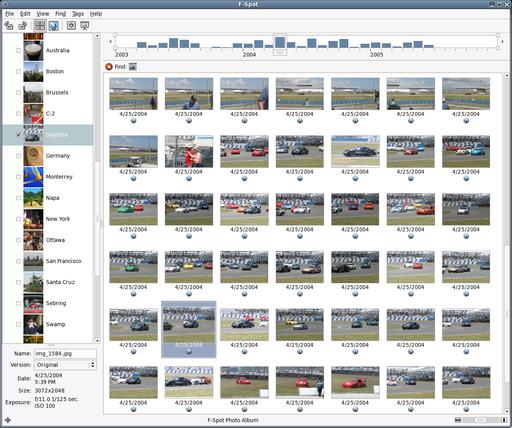 F-Spot
File Edit View Find Tags Help
2003 2004 2005
Find:
Australia
Boston
Brussels
C-2
Daytona
Germany
Monterrey
Napa
New York
Ottawa
San Francisco
Santa Cruz
Sebring
Swamp
4/25/2004 4/25/2004 4/25/2004 4/25/2004 4/25/2004 4/25/2004 4/25/2004
4/25/2004 4/25/2004 4/25/2004 4/25/2004 4/25/2004 4/25/2004 4/25/2004
4/25/2004 4/25/2004 4/25/2004 4/25/2004 4/25/2004 4/25/2004 4/25/2004
4/25/2004 4/25/2004 4/25/2004 4/25/2004 4/25/2004 4/25/2004 4/25/2004
4/25/2004 4/25/2004 4/25/2004 4/25/2004 4/25/2004 4/25/2004 4/25/2004
4/25/2004 4/25/2004 4/25/2004 4/25/2004 4/25/2004 4/25/2004 4/25/2004
Name: img_1584.jpg
Version: Original
Date: 4/25/2004
5:39 PM
Size: 3072x2048
Exposure: f/11.0 1/125 sec.
ISO 100
F-Spot Photo Album